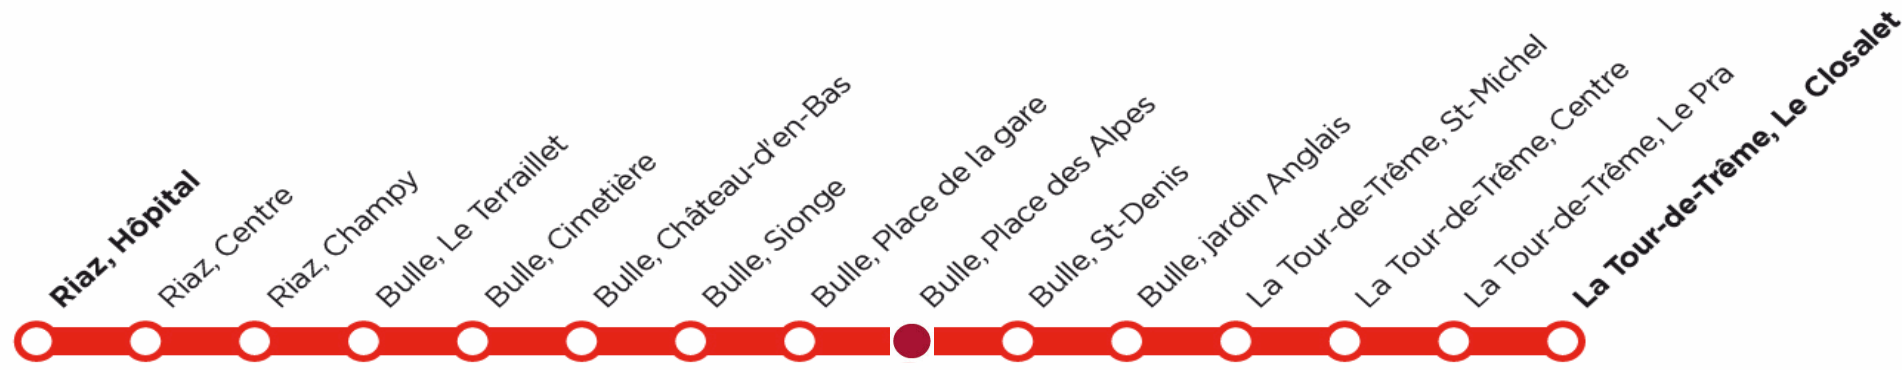 Riaz, Hôpital
Riaz, Centre
Riaz, Champy
Bulle, Le Terraillet
Bulle, Cimetière
Bulle, Château-d'en-Bas
Bulle, Sionge
Bulle, Place de la gare
Bulle, Place des Alpes
Bulle, St-Denis
Bulle, jardin Anglais
La Tour-de-Trême, St-Michel
La Tour-de-Trême, Centre
La Tour-de-Trême, Le Pra
La Tour-de-Trême, Le Closalet